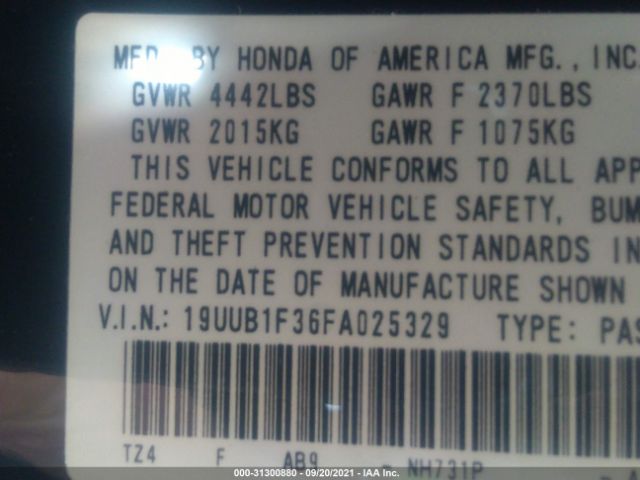 MFD. BY HONDA OF AMERICA MFG., INC.
GVWR 4442LBS GAWR F 2370LBS
GVWR 2015KG GAWR F 1075KG
THIS VEHICLE CONFORMS TO ALL APP
FEDERAL MOTOR VEHICLE SAFETY, BUM
AND THEFT PREVENTION STANDARDS IN
ON THE DATE OF MANUFACTURE SHOWN
V.I.N.: 19UUB1F36FA025329 TYPE: PAS
TZ4 F AB9 - NH731P - A
000-31300880 - 09/20/2021 - IAA Inc.